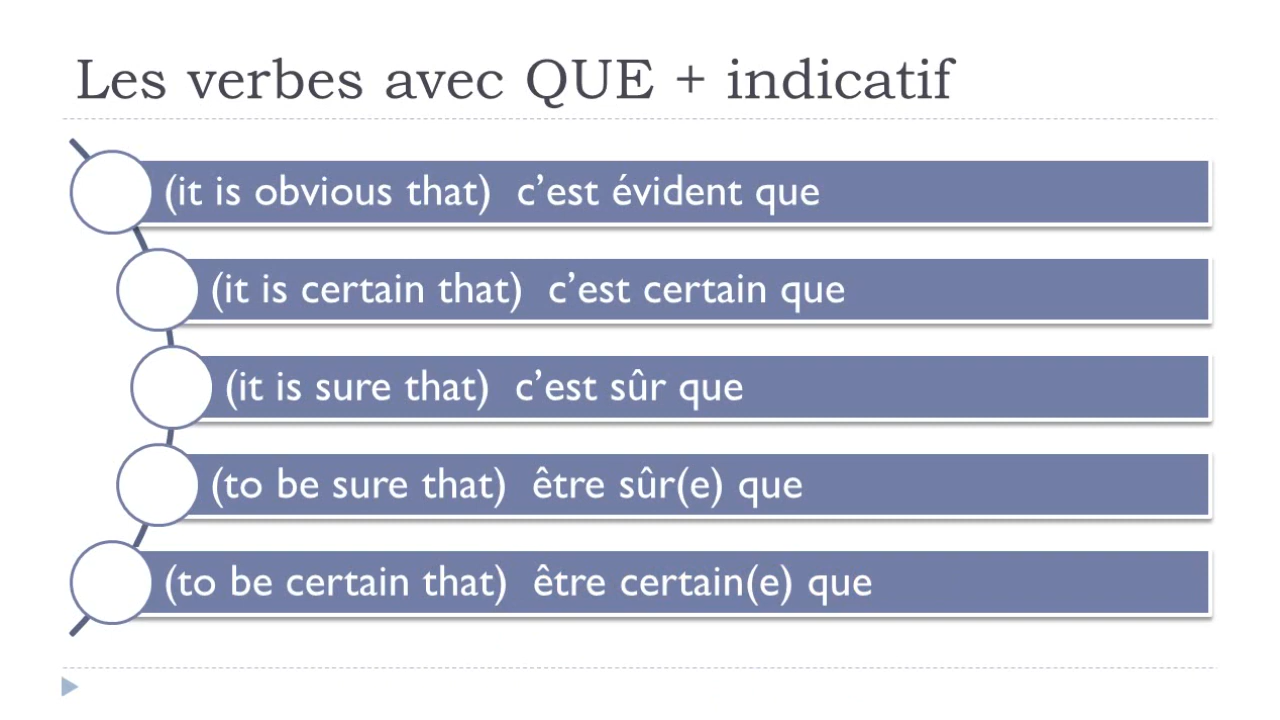 Les verbes avec QUE + indicatif
(it is obvious that) c’est évident que
(it is certain that) c’est certain que
(it is sure that) c’est sûr que
(to be sure that) être sûr(e) que
(to be certain that) être certain(e) que